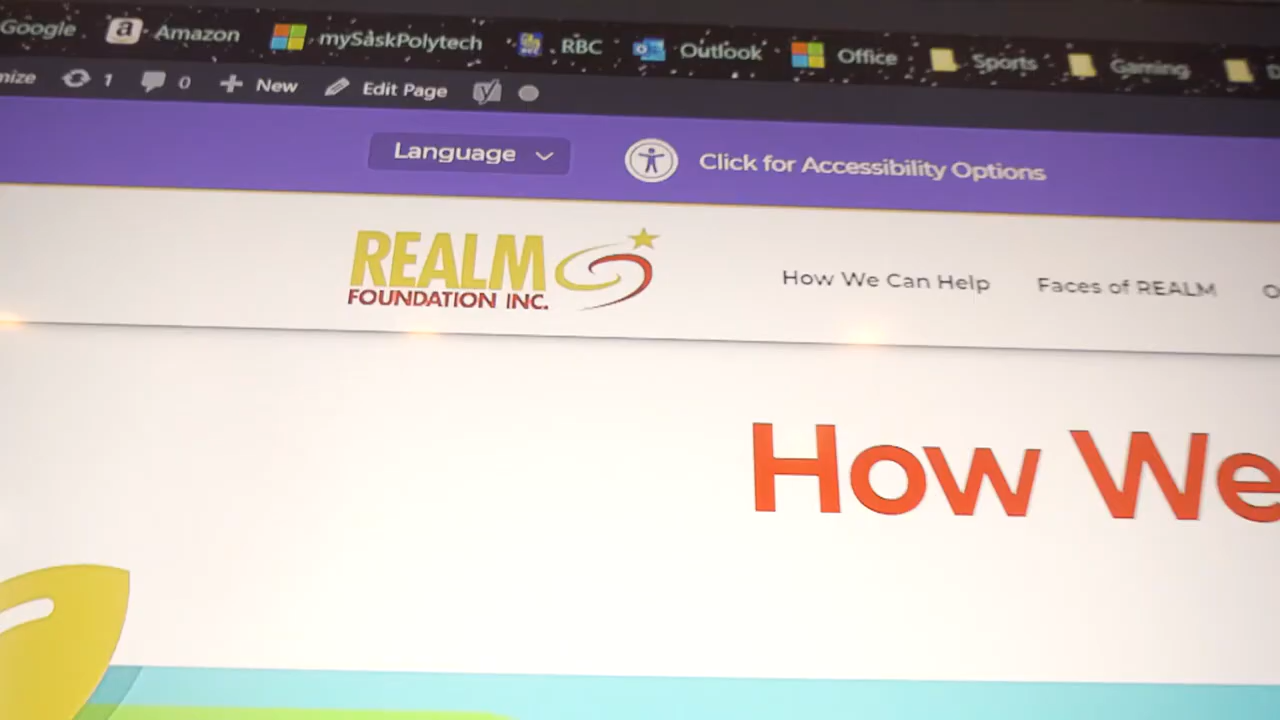 Google Amazon mySaskPolytech RBC Outlook Office Sports Gaming
1 0 New Edit Page
Language Click for Accessibility Options
REALM
FOUNDATION INC.
How We Can Help Faces of REALM
How We